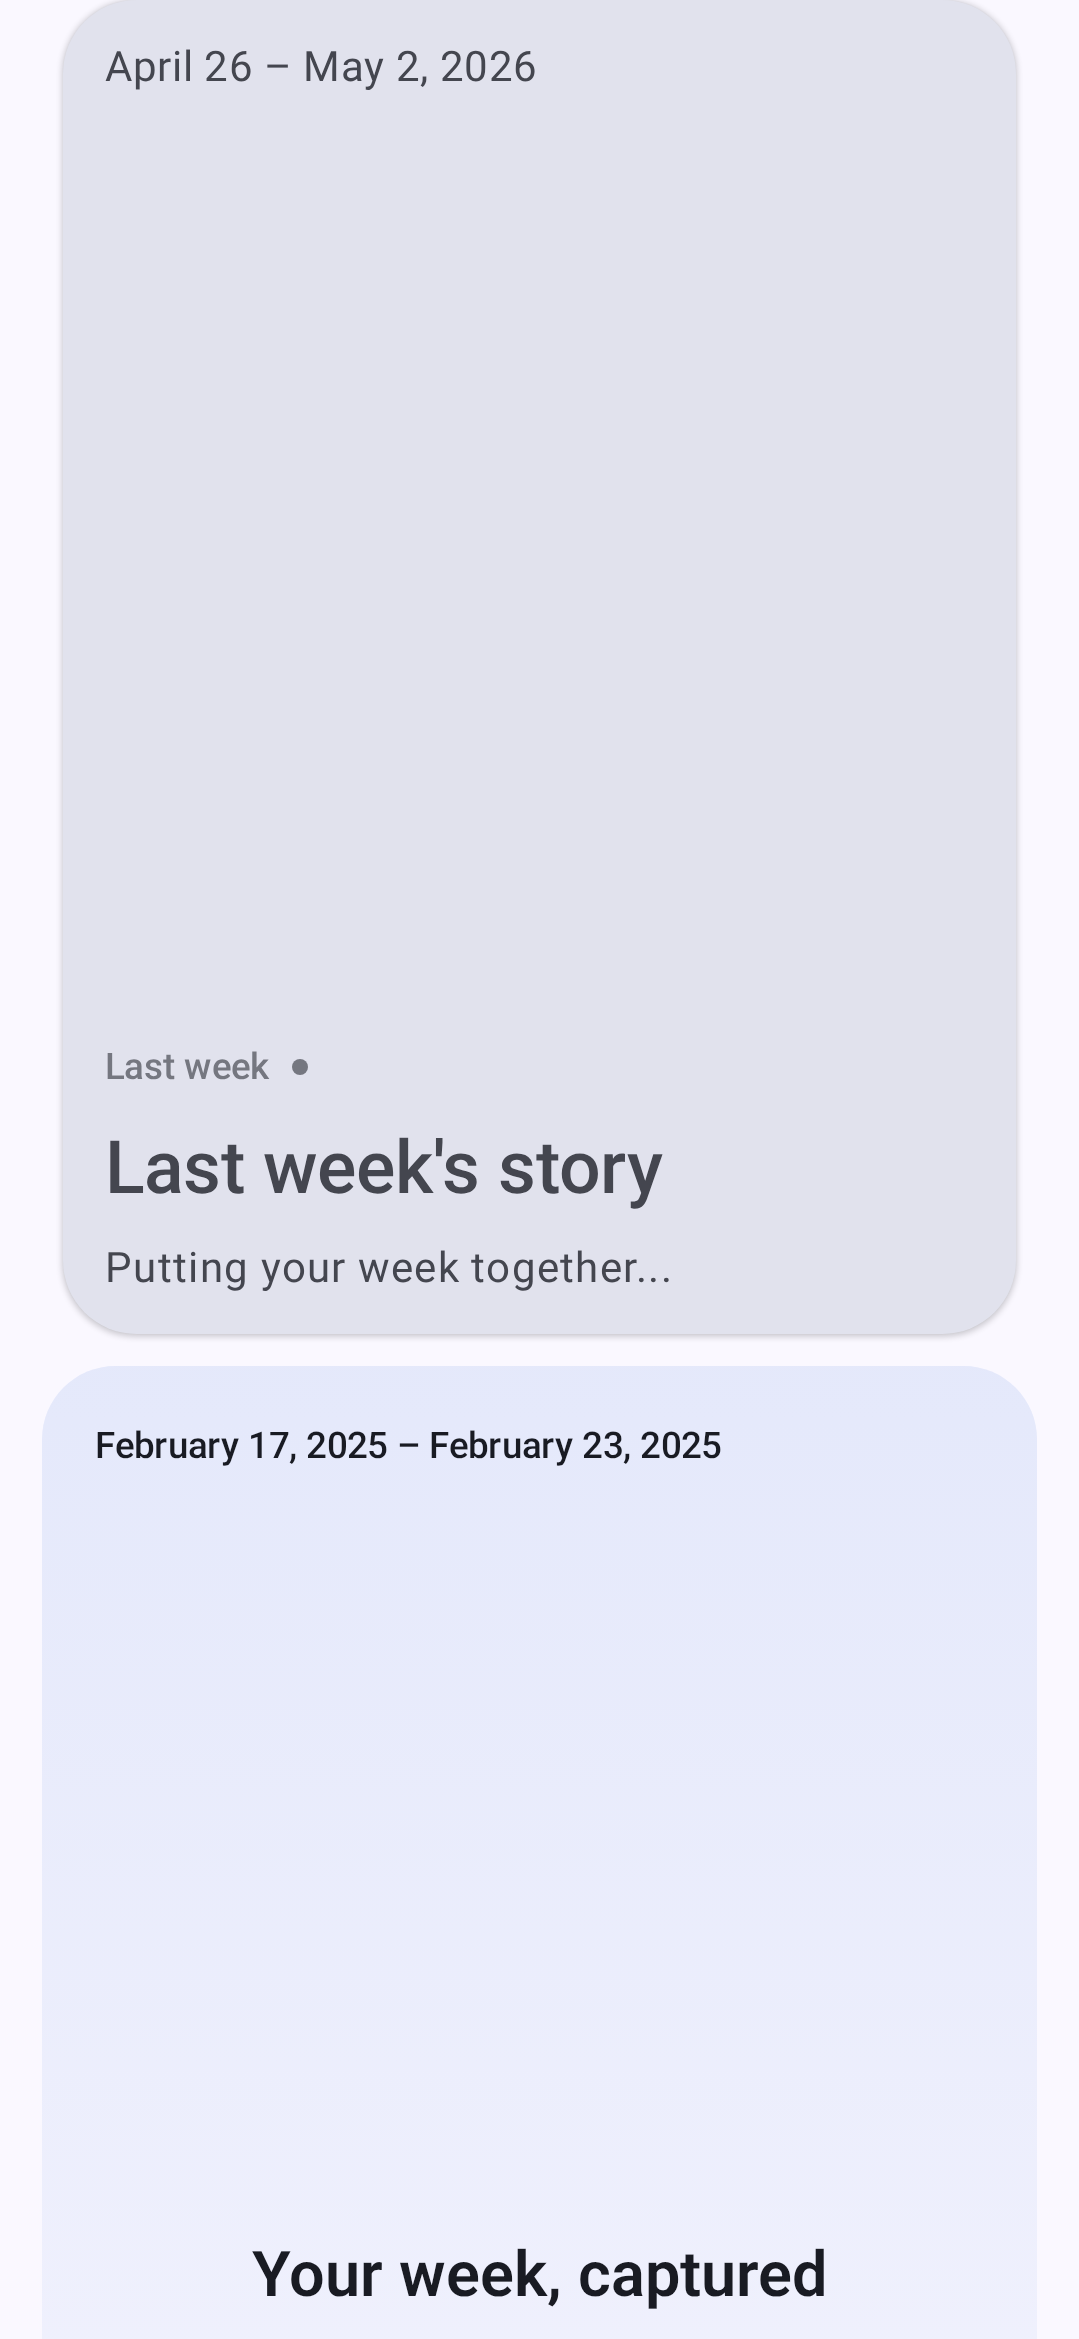 April 26 – May 2, 2026
Last week
Last week's story
Putting your week together...
February 17, 2025 – February 23, 2025
Your week, captured